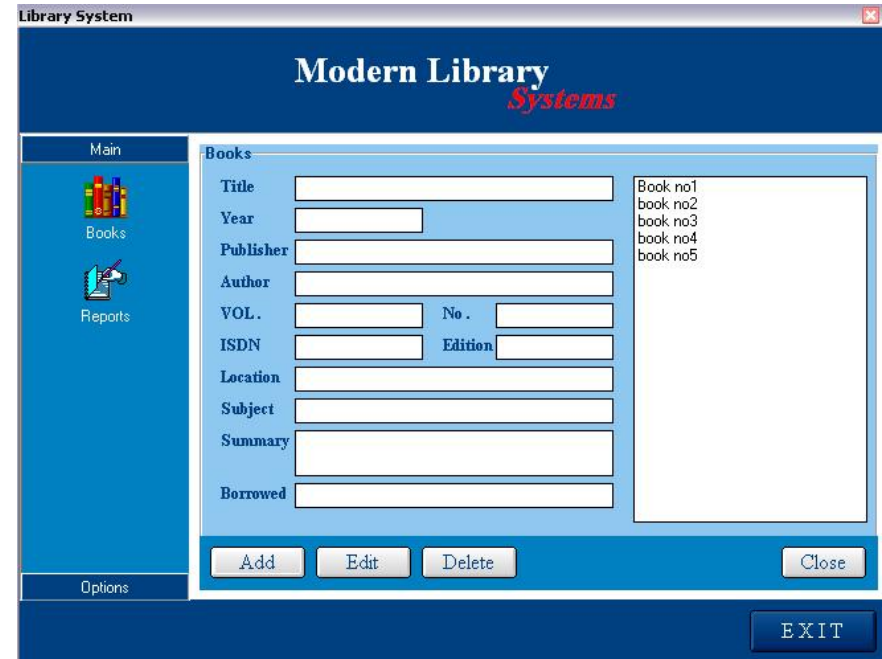 Library System
Modern Library
Systems
Main
Books
Reports
Options
Books
Title
Year
Publisher
Author
VOL. No.
ISDN Edition
Location
Subject
Summary
Borrowed
Book no1
book no2
book no3
book no4
book no5
Add Edit Delete Close
EXIT